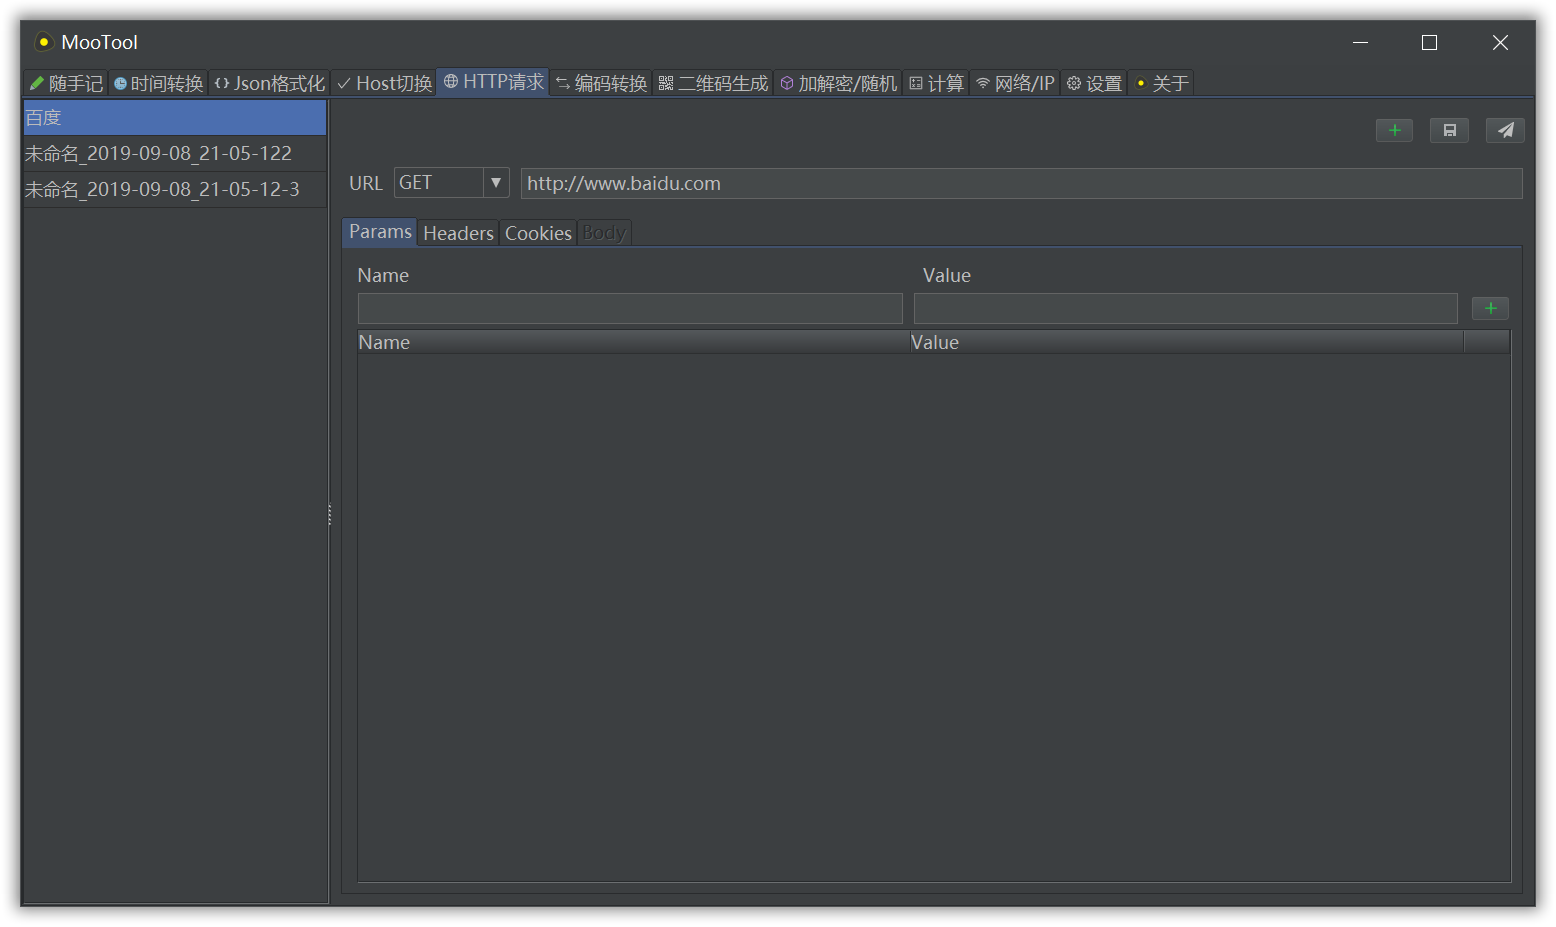 MooTool
随手记 时间转换 Json格式化 Host切换 HTTP请求 编码转换 二维码生成 加解密/随机 计算 网络/IP 设置 关于
百度
未命名_2019-09-08_21-05-122
未命名_2019-09-08_21-05-12-3
URL GET http://www.baidu.com
Params Headers Cookies Body
Name Value
Name Value